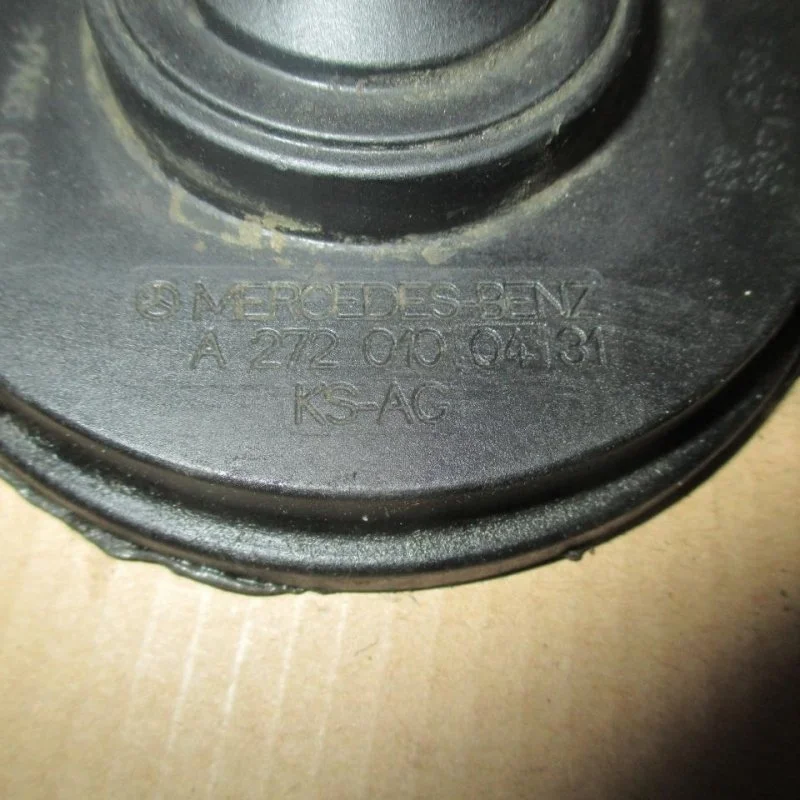 MERCEDES-BENZ
A 272 010 04 31
KS-AG